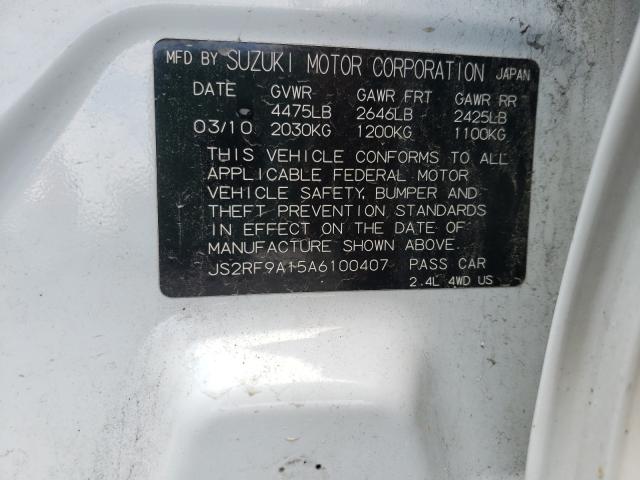 MFD BY SUZUKI MOTOR CORPORATION JAPAN
DATE GVWR GAWR FRT GAWR RR
4475LB 2646LB 2425LB
03/10 2030KG 1200KG 1100KG
THIS VEHICLE CONFORMS TO ALL
APPLICABLE FEDERAL MOTOR
VEHICLE SAFETY, BUMPER AND
THEFT PREVENTION STANDARDS
IN EFFECT ON THE DATE OF
MANUFACTURE SHOWN ABOVE.
JS2RF9A15A6100407 PASS CAR
2.4L 4WD US